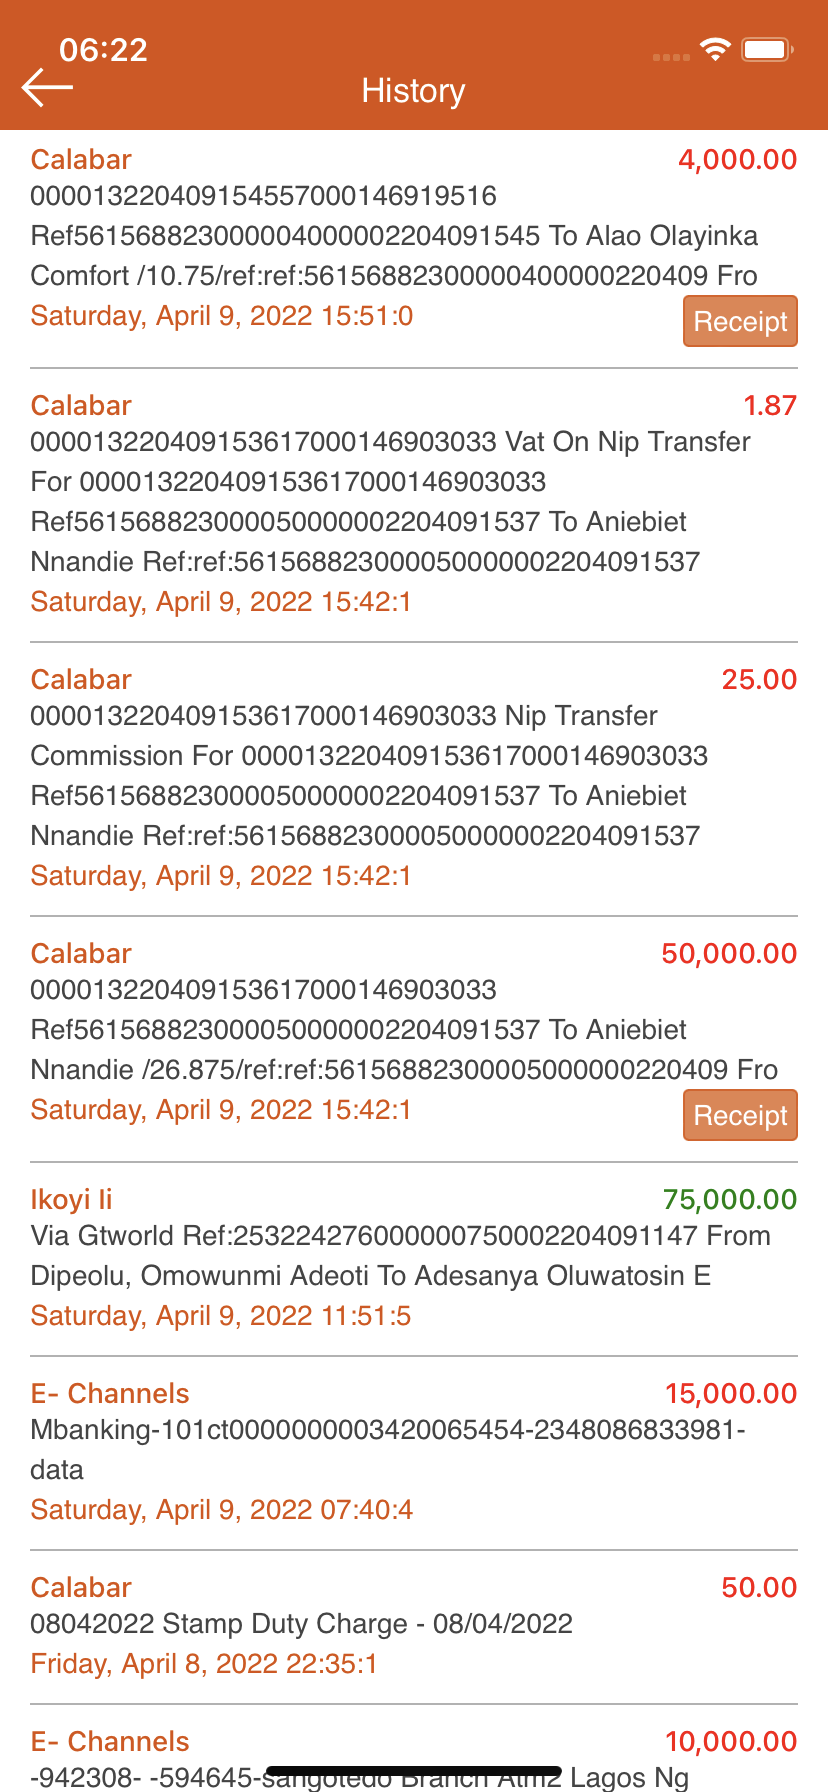 06:22
History
Calabar 4,000.00
000013220409154557000146919516
Ref561568823000004000002204091545 To Alao Olayinka
Comfort /10.75/ref:ref:56156882300000400000220409 Fro
Saturday, April 9, 2022 15:51:0
Receipt
Calabar 1.87
000013220409153617000146903033 Vat On Nip Transfer
For 000013220409153617000146903033
Ref561568823000050000002204091537 To Aniebiet
Nnandie Ref:ref:561568823000050000002204091537
Saturday, April 9, 2022 15:42:1
Calabar 25.00
000013220409153617000146903033 Nip Transfer
Commission For 000013220409153617000146903033
Ref561568823000050000002204091537 To Aniebiet
Nnandie Ref:ref:561568823000050000002204091537
Saturday, April 9, 2022 15:42:1
Calabar 50,000.00
000013220409153617000146903033
Ref561568823000050000002204091537 To Aniebiet
Nnandie /26.875/ref:ref:56156882300005000000220409 Fro
Saturday, April 9, 2022 15:42:1
Receipt
Ikoyi Ii 75,000.00
Via Gtworld Ref:253224276000000750002204091147 From
Dipeolu, Omowunmi Adeoti To Adesanya Oluwatosin E
Saturday, April 9, 2022 11:51:5
E- Channels 15,000.00
Mbanking-101ct0000000003420065454-2348086833981-
data
Saturday, April 9, 2022 07:40:4
Calabar 50.00
08042022 Stamp Duty Charge - 08/04/2022
Friday, April 8, 2022 22:35:1
E- Channels 10,000.00
-942308- -594645-sangotedo Branch Atm2 Lagos Ng